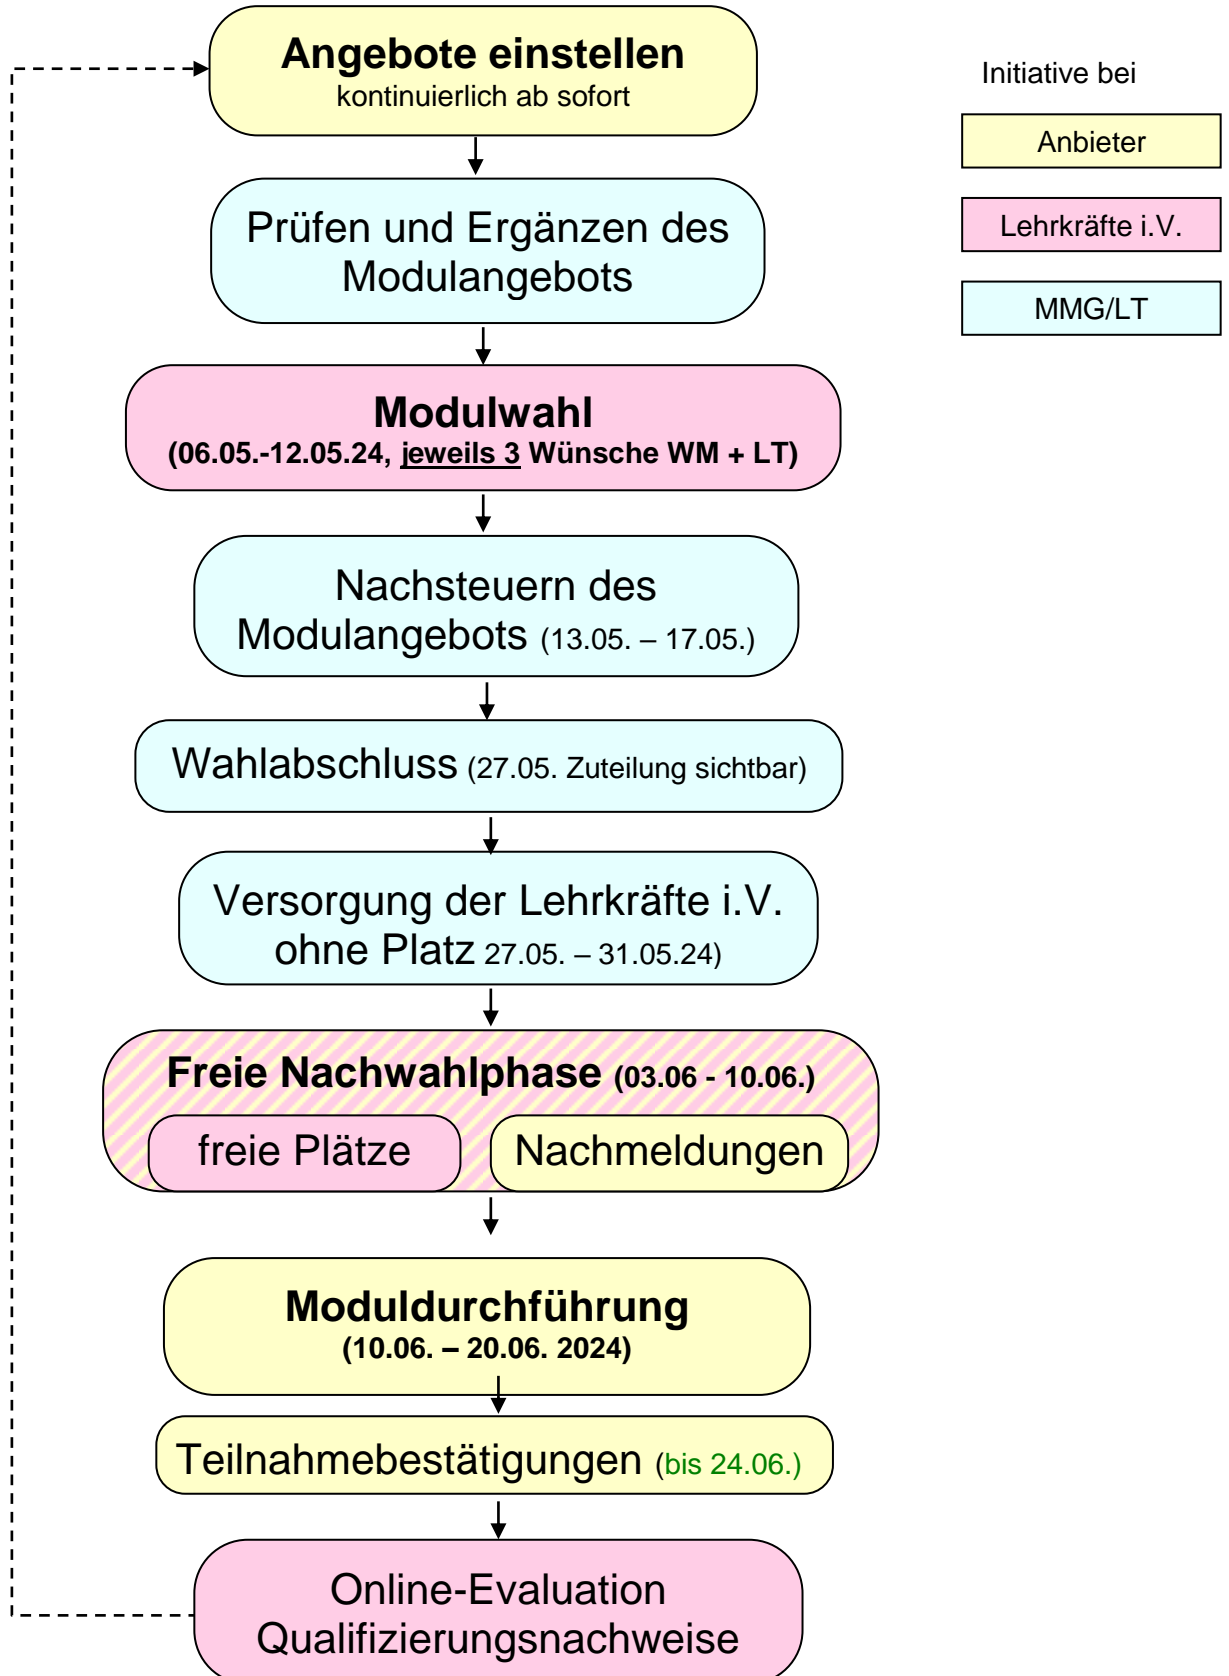 Angebote einstellen
kontinuierlich ab sofort
Initiative bei
Anbieter
Lehrkräfte i.V.
MMG/LT
Prüfen und Ergänzen des
Modulangebots
Modulwahl
(06.05.-12.05.24, jeweils 3 Wünsche WM + LT)
Nachsteuern des
Modulangebots (13.05. – 17.05.)
Wahlabschluss (27.05. Zuteilung sichtbar)
Versorgung der Lehrkräfte i.V.
ohne Platz 27.05. – 31.05.24)
Freie Nachwahlphase (03.06 - 10.06.)
freie Plätze
Nachmeldungen
Moduldurchführung
(10.06. – 20.06. 2024)
Teilnahmebestätigungen (bis 24.06.)
Online-Evaluation
Qualifizierungsnachweise